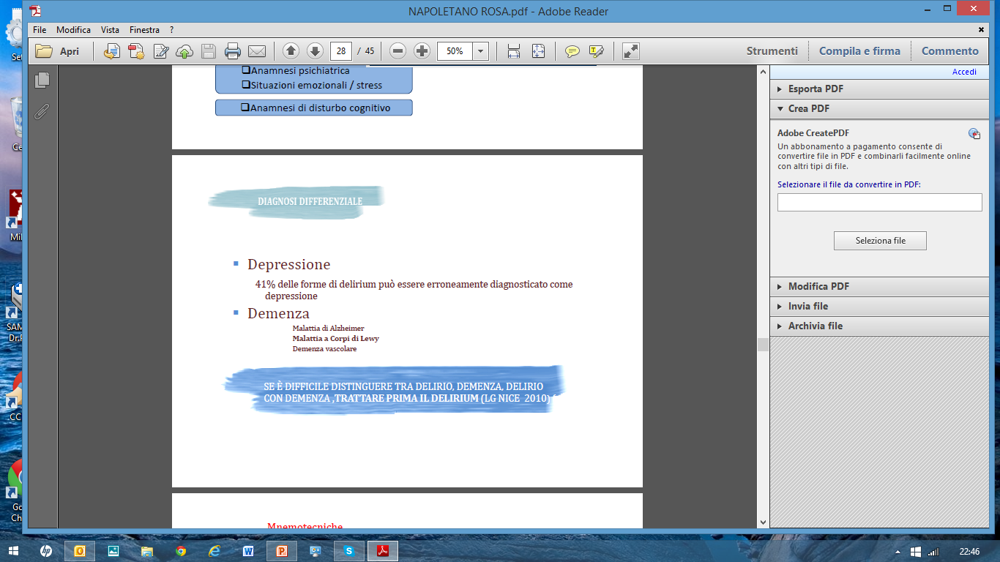 NAPOLETANO ROSA.pdf - Adobe Reader
File Modifica Vista Finestra ?
Apri 28 / 45 50% Strumenti Compila e firma Commento
Accedi
Esporta PDF
Crea PDF
Adobe CreatePDF
Un abbonamento a pagamento consente di
convertire file in PDF e combinarli facilmente online
con altri tipi di file.
Selezionare il file da convertire in PDF:
Seleziona file
Modifica PDF
Invia file
Archivia file
Anamnesi psichiatrica
Situazioni emozionali / stress
Anamnesi di disturbo cognitivo
DIAGNOSI DIFFERENZIALE
Depressione
41% delle forme di delirium può essere erroneamente diagnosticato come
depressione
Demenza
Malattia di Alzheimer
Malattia a Corpi di Lewy
Demenza vascolare
SE È DIFFICILE DISTINGUERE TRA DELIRIO, DEMENZA, DELIRIO
CON DEMENZA ,TRATTARE PRIMA IL DELIRIUM (LG NICE 2010) (
Mnemotecniche
22:46